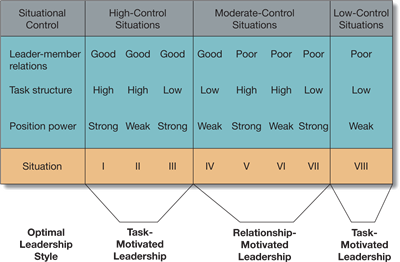 Situational Control High-Control Situations Moderate-Control Situations Low-Control Situations
Leader-member relations Good Good Good Good Poor Poor Poor Poor
Task structure High High Low Low High High Low Low
Position power Strong Weak Strong Weak Strong Weak Strong Weak
Situation I II III IV V VI VII VIII
Optimal Leadership Style Task-Motivated Leadership Relationship-Motivated Leadership Task-Motivated Leadership